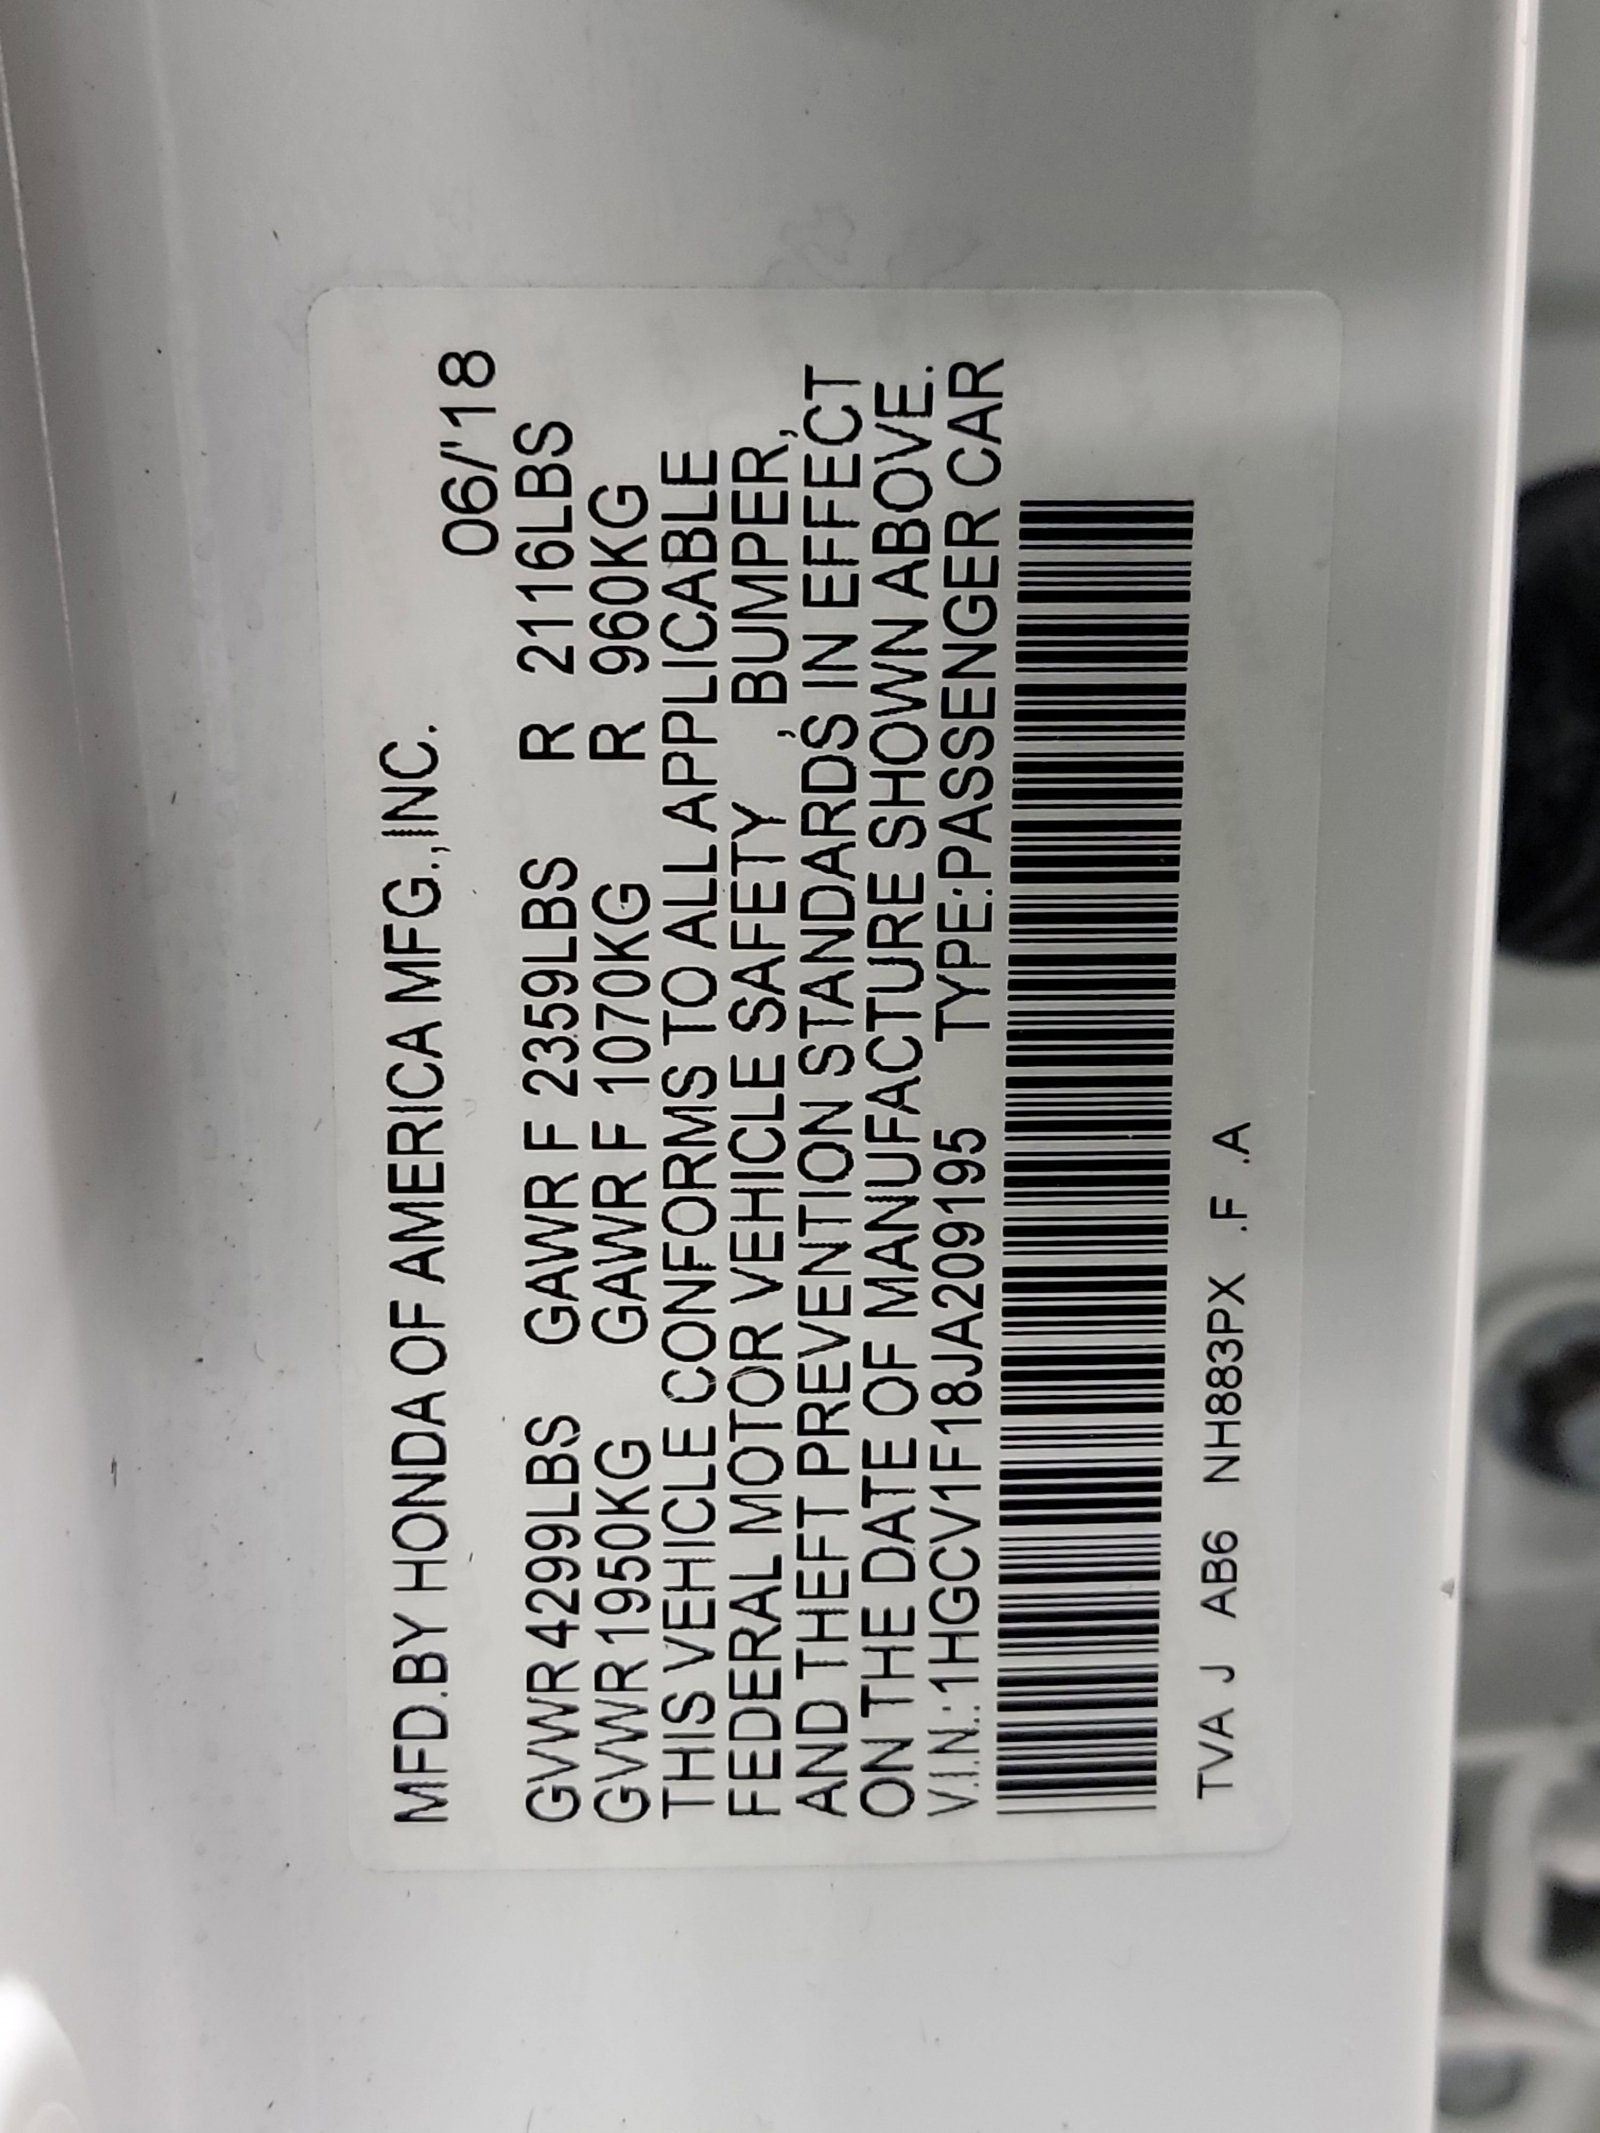 MFD.BY HONDA OF AMERICA MFG.,INC.
06/'18
GVWR 4299LBS GAWR F 2359LBS R 2116LBS
GVWR 1950KG GAWR F 1070KG R 960KG
THIS VEHICLE CONFORMS TO ALL APPLICABLE
FEDERAL MOTOR VEHICLE SAFETY , BUMPER,
AND THEFT PREVENTION STANDARDS IN EFFECT
ON THE DATE OF MANUFACTURE SHOWN ABOVE.
V.I.N.:1HGCV1F18JA209195 TYPE:PASSENGER CAR
TVA J AB6 NH883PX .F .A